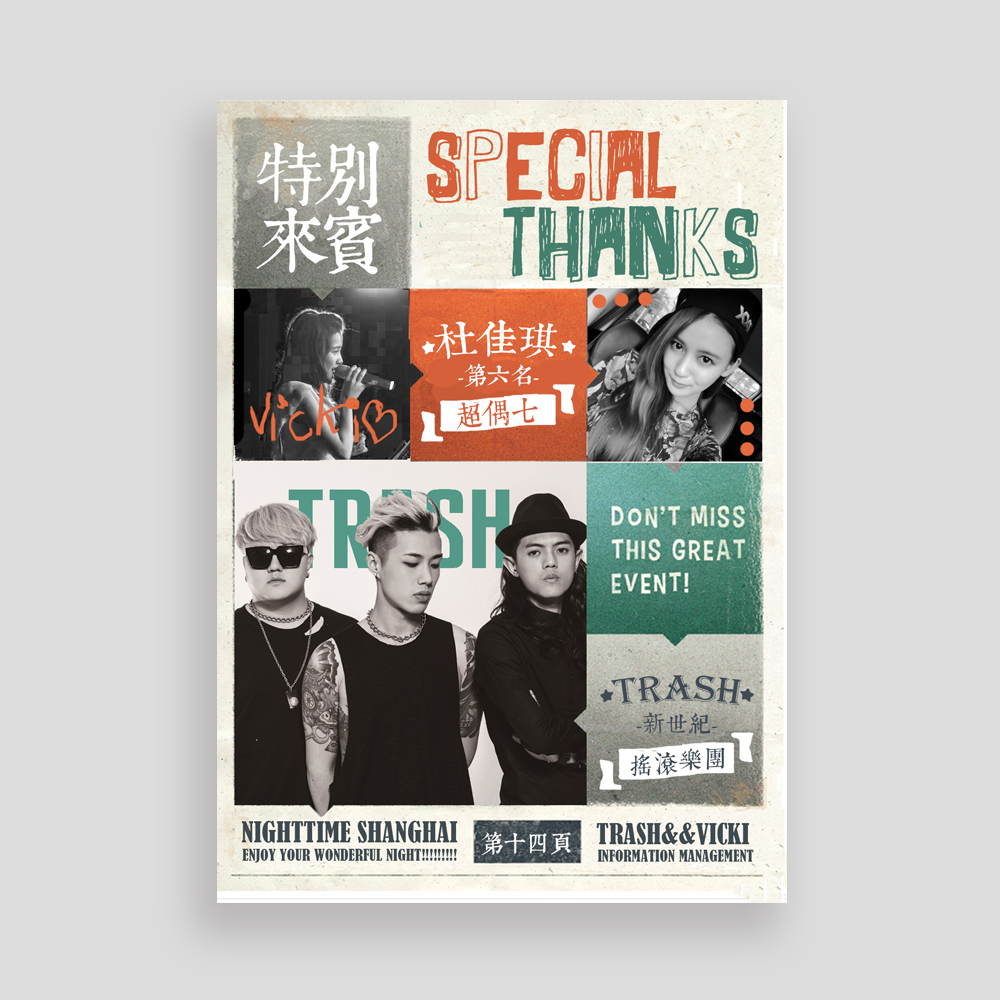 特別
來賓
SPECIAL
THANKS
vicki
杜佳琪
-第六名-
超偶七
TRASH
DON'T MISS
THIS GREAT
EVENT!
TRASH
-新世紀-
搖滾樂團
NIGHTTIME SHANGHAI
ENJOY YOUR WONDERFUL NIGHT!!!!!!!!!
第十四頁
TRASH&&VICKI
INFORMATION MANAGEMENT